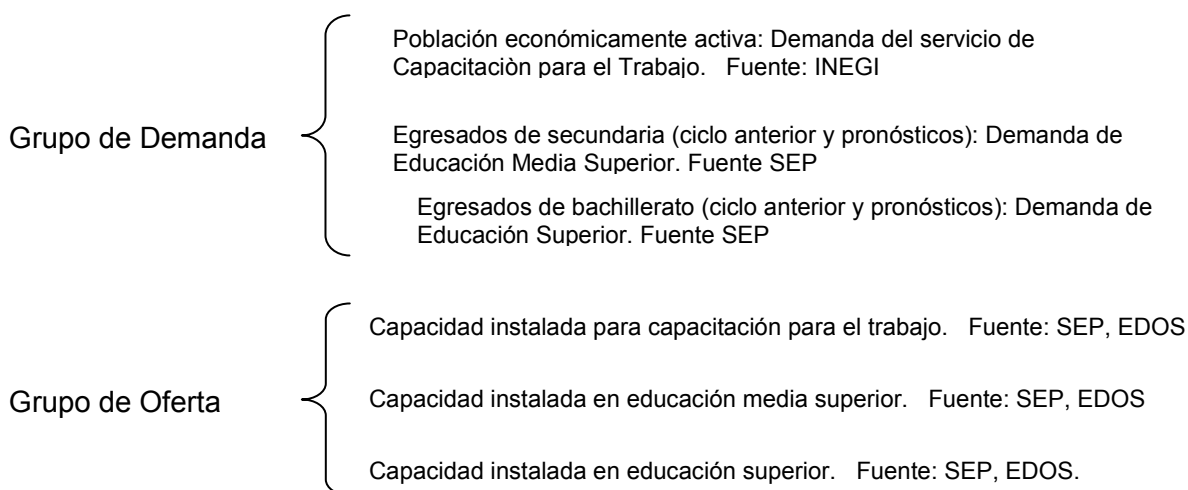 Grupo de Demanda
Población económicamente activa: Demanda del servicio de
Capacitaciòn para el Trabajo. Fuente: INEGI
Egresados de secundaria (ciclo anterior y pronósticos): Demanda de
Educación Media Superior. Fuente SEP
Egresados de bachillerato (ciclo anterior y pronósticos): Demanda de
Educación Superior. Fuente SEP
Grupo de Oferta
Capacidad instalada para capacitación para el trabajo. Fuente: SEP, EDOS
Capacidad instalada en educación media superior. Fuente: SEP, EDOS
Capacidad instalada en educación superior. Fuente: SEP, EDOS.